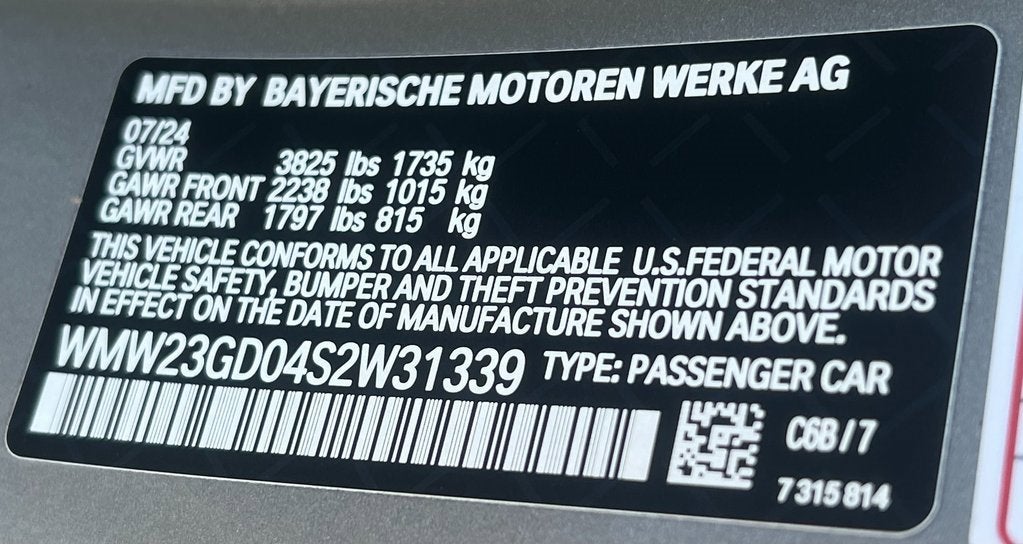 MFD BY BAYERISCHE MOTOREN WERKE AG
07/24
GVWR 3825 lbs 1735 kg
GAWR FRONT 2238 lbs 1015 kg
GAWR REAR 1797 lbs 815 kg
THIS VEHICLE CONFORMS TO ALL APPLICABLE U.S.FEDERAL MOTOR
VEHICLE SAFETY, BUMPER AND THEFT PREVENTION STANDARDS
IN EFFECT ON THE DATE OF MANUFACTURE SHOWN ABOVE.
WMW23GD04S2W31339 TYPE: PASSENGER CAR
C6B / 7
7 315 814